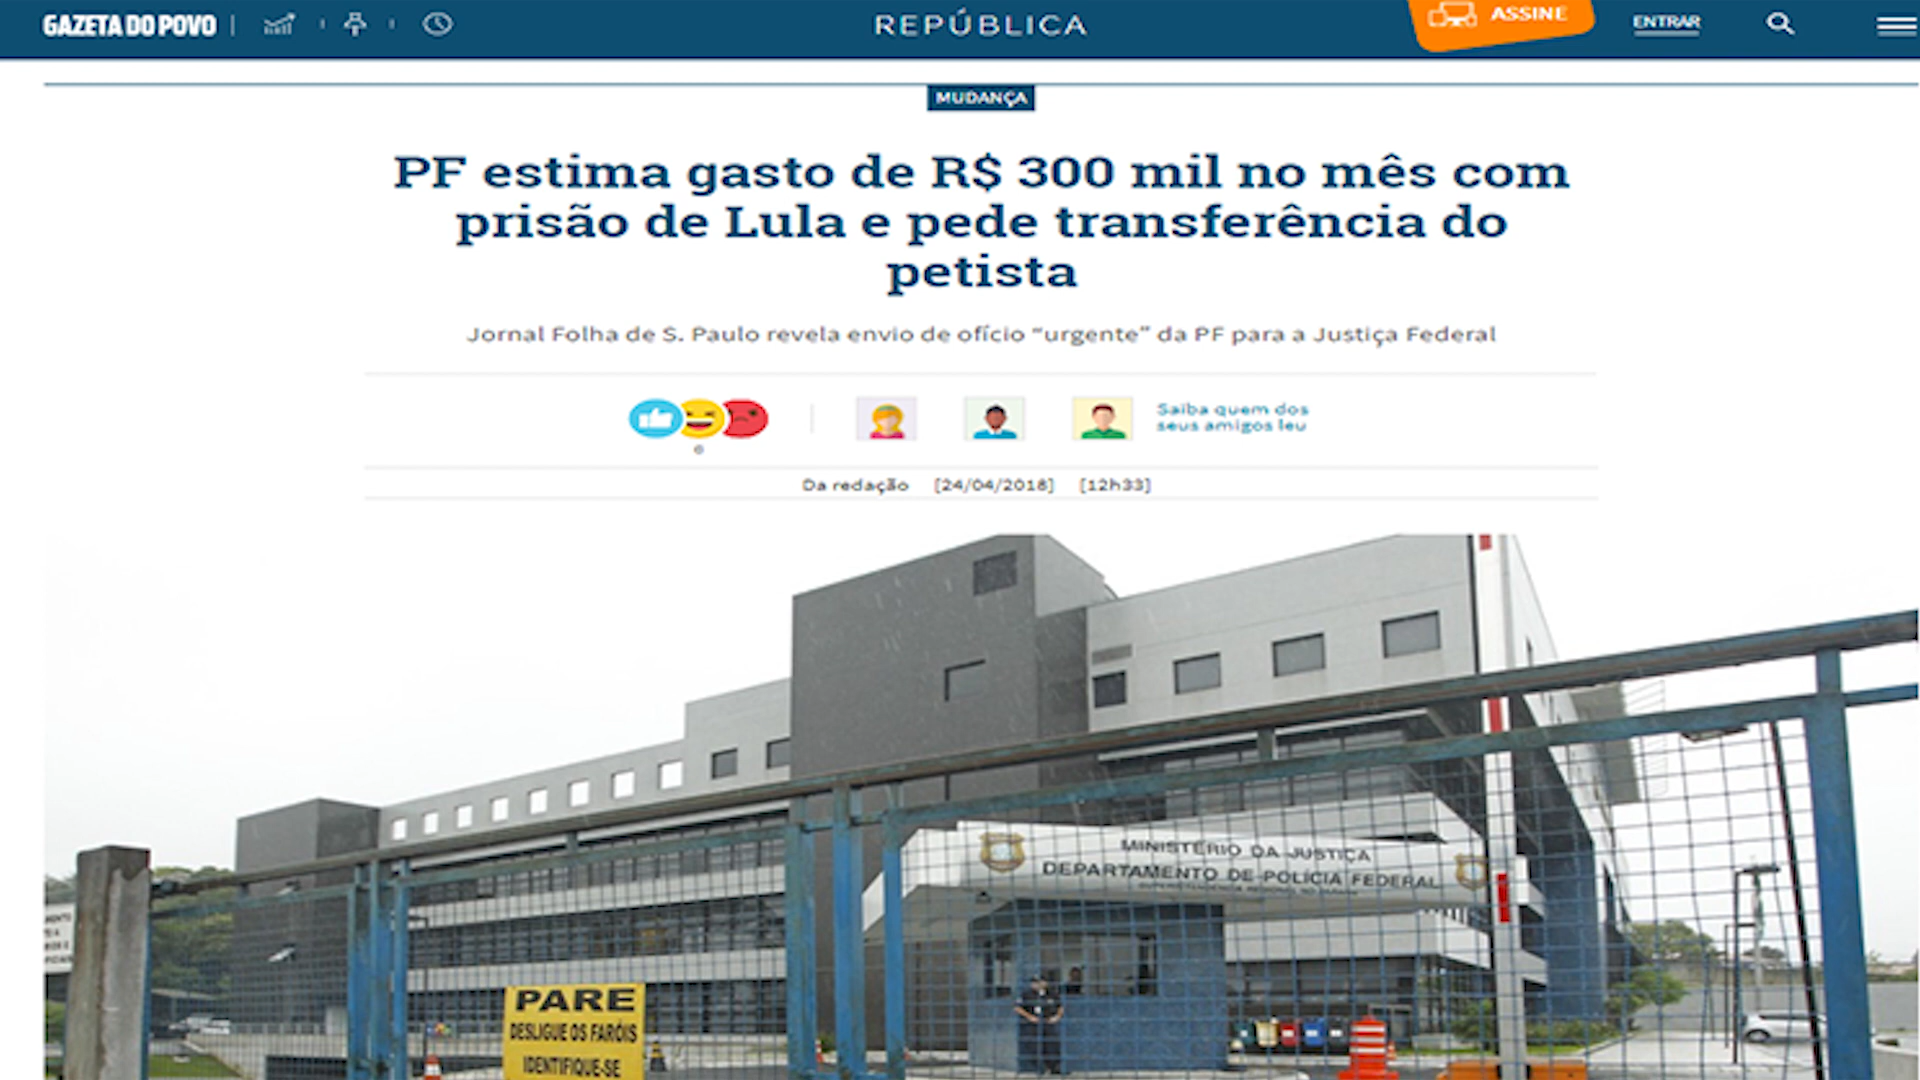 GAZETA DO POVO
REPÚBLICA
ASSINE
ENTRAR
MUDANÇA
PF estima gasto de R$ 300 mil no mês com
prisão de Lula e pede transferência do
petista
Jornal Folha de S. Paulo revela envio de ofício “urgente” da PF para a Justiça Federal
Saiba quem dos
seus amigos leu
6
Da redação [24/04/2018] [12h33]
MINISTÉRIO DA JUSTIÇA
DEPARTAMENTO DE POLÍCIA FEDERAL
PARE
DESLIGUE OS FARÓIS
IDENTIFIQUE-SE